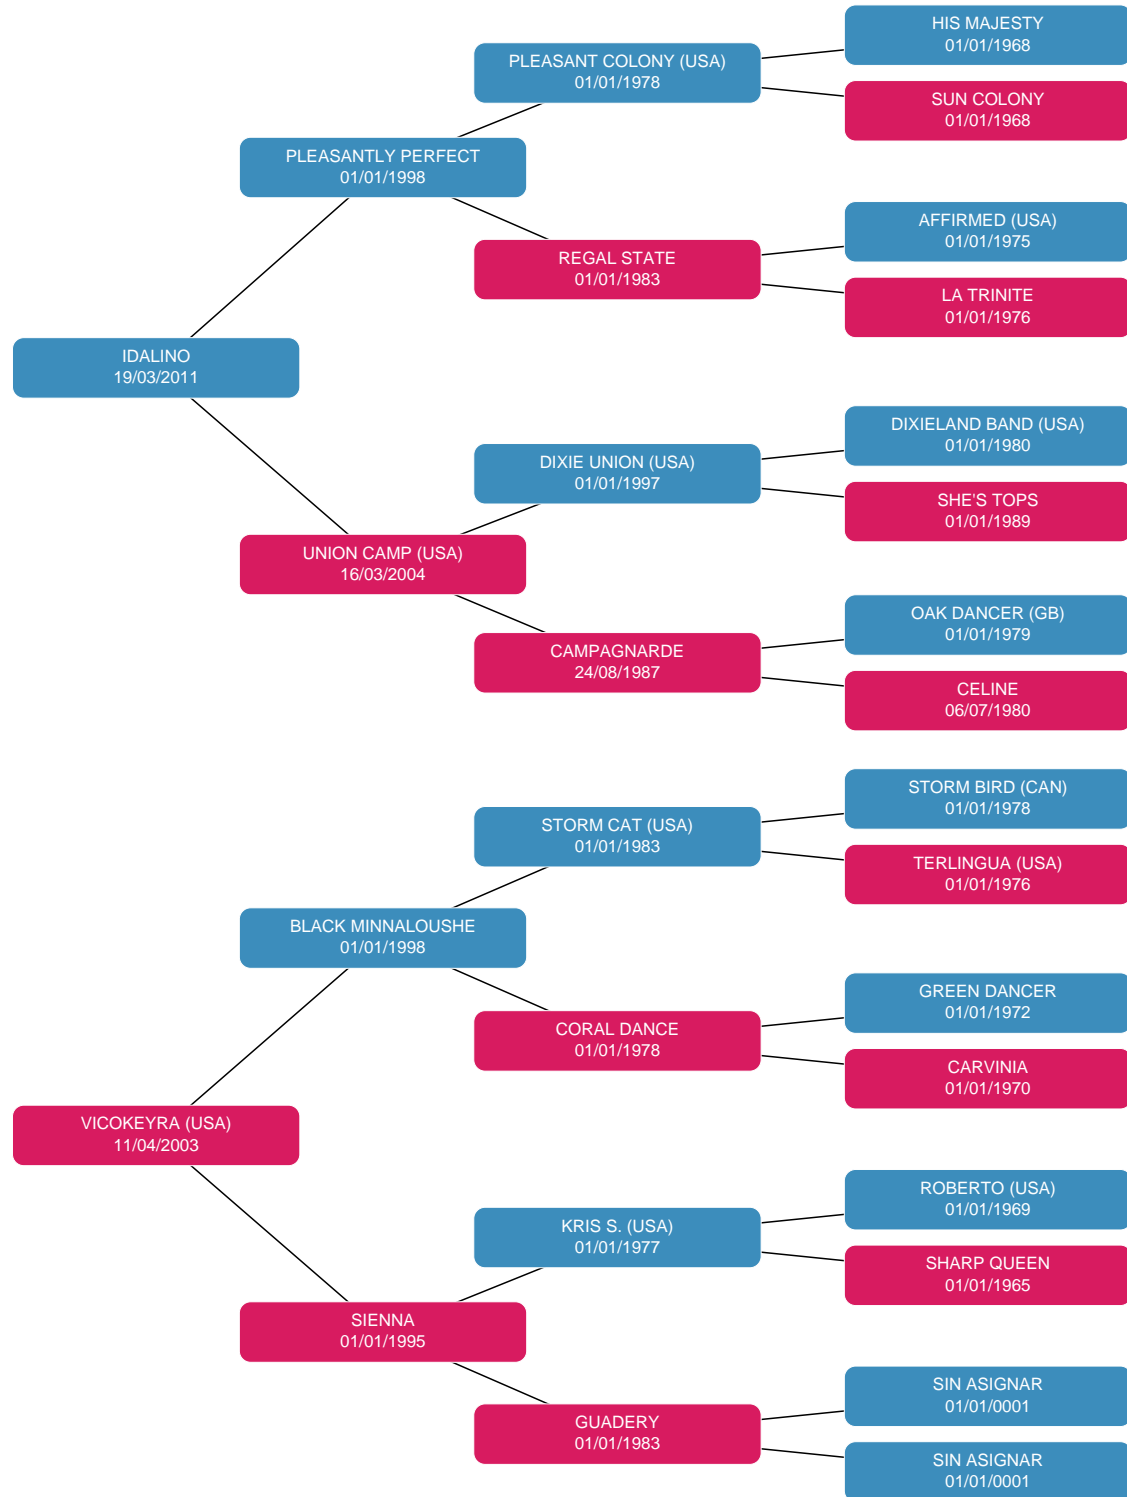 HIS MAJESTY
01/01/1968
PLEASANT COLONY (USA)
01/01/1978
SUN COLONY
01/01/1968
PLEASANTLY PERFECT
01/01/1998
AFFIRMED (USA)
01/01/1975
REGAL STATE
01/01/1983
LA TRINITE
01/01/1976
IDALINO
19/03/2011
DIXIELAND BAND (USA)
01/01/1980
DIXIE UNION (USA)
01/01/1997
SHE'S TOPS
01/01/1989
UNION CAMP (USA)
16/03/2004
OAK DANCER (GB)
01/01/1979
CAMPAGNARDE
24/08/1987
CELINE
06/07/1980
STORM BIRD (CAN)
01/01/1978
STORM CAT (USA)
01/01/1983
TERLINGUA (USA)
01/01/1976
BLACK MINNALOUSHE
01/01/1998
GREEN DANCER
01/01/1972
CORAL DANCE
01/01/1978
CARVINIA
01/01/1970
VICOKEYRA (USA)
11/04/2003
ROBERTO (USA)
01/01/1969
KRIS S. (USA)
01/01/1977
SHARP QUEEN
01/01/1965
SIENNA
01/01/1995
SIN ASIGNAR
01/01/0001
GUADERY
01/01/1983
SIN ASIGNAR
01/01/0001